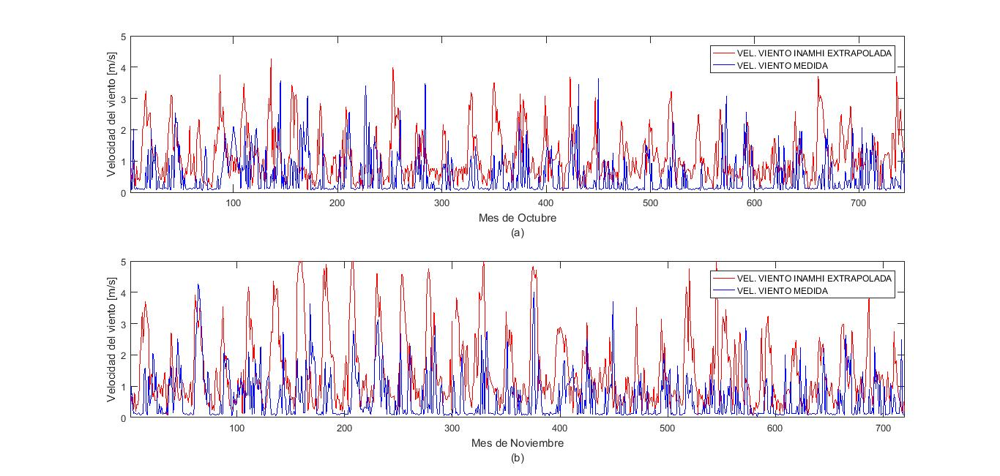 Velocidad del viento [m/s]
5
4
3
2
1
0
VEL. VIENTO INAMHI EXTRAPOLADA
VEL. VIENTO MEDIDA
100 200 300 400 500 600 700
Mes de Octubre
(a)
Velocidad del viento [m/s]
5
4
3
2
1
0
VEL. VIENTO INAMHI EXTRAPOLADA
VEL. VIENTO MEDIDA
100 200 300 400 500 600 700
Mes de Noviembre
(b)